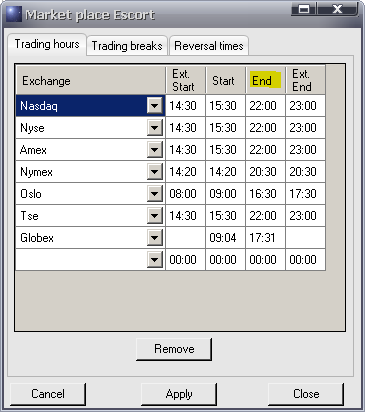 Market place Escort
Trading hours Trading breaks Reversal times
Exchange Ext. Start Start End Ext. End
Nasdaq 14:30 15:30 22:00 23:00
Nyse 14:30 15:30 22:00 23:00
Amex 14:30 15:30 22:00 23:00
Nymex 14:20 14:20 20:30 20:30
Oslo 08:00 09:00 16:30 17:30
Tse 14:30 15:30 22:00 23:00
Globex 09:04 17:31
00:00 00:00 00:00 00:00
Remove
Cancel Apply Close